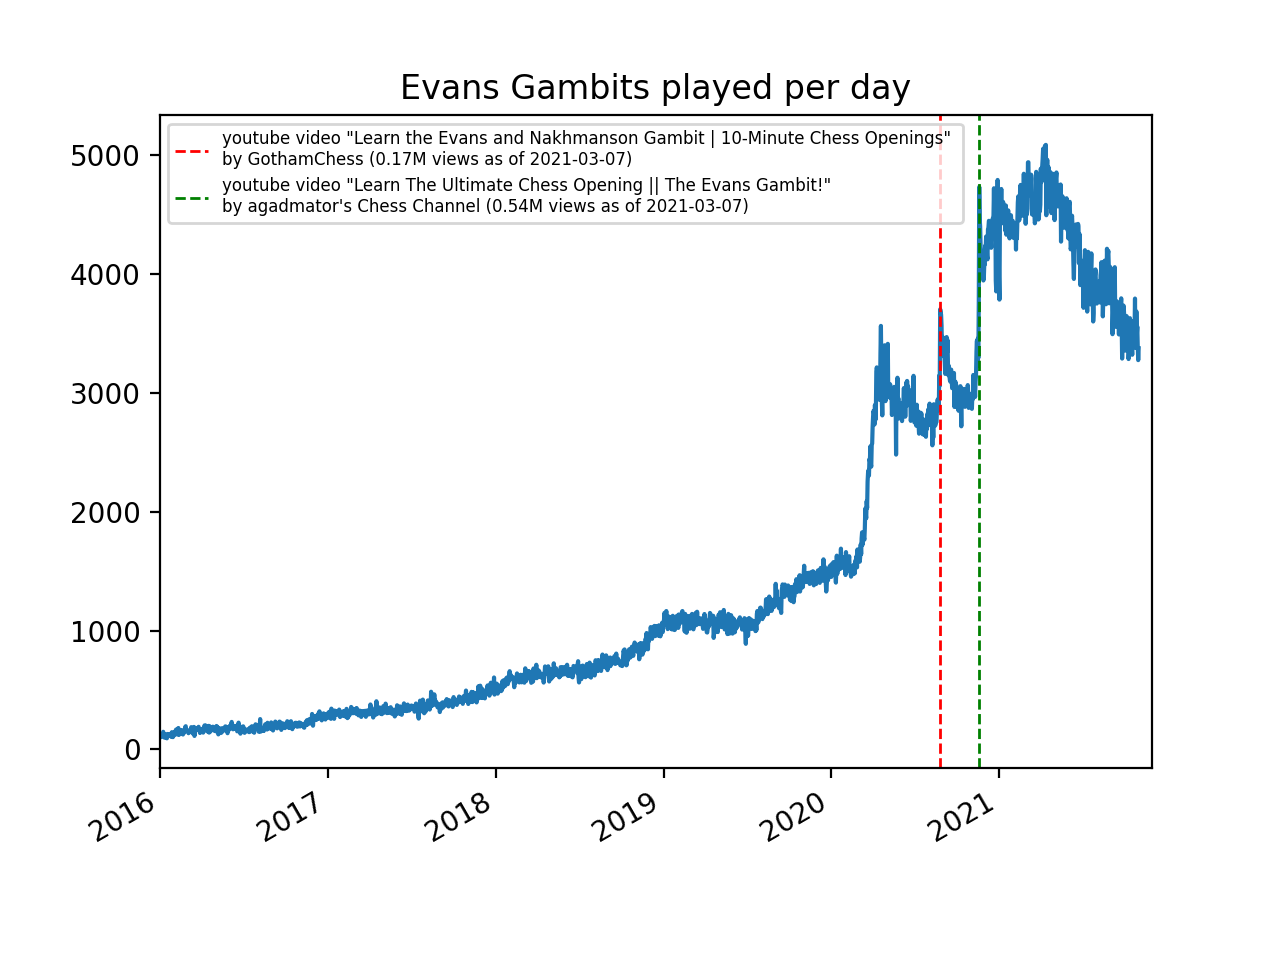 Evans Gambits played per day
youtube video "Learn the Evans and Nakhmanson Gambit | 10-Minute Chess Openings"
by GothamChess (0.17M views as of 2021-03-07)
youtube video "Learn The Ultimate Chess Opening || The Evans Gambit!"
by agadmator's Chess Channel (0.54M views as of 2021-03-07)
5000
4000
3000
2000
1000
0
2016
2017
2018
2019
2020
2021